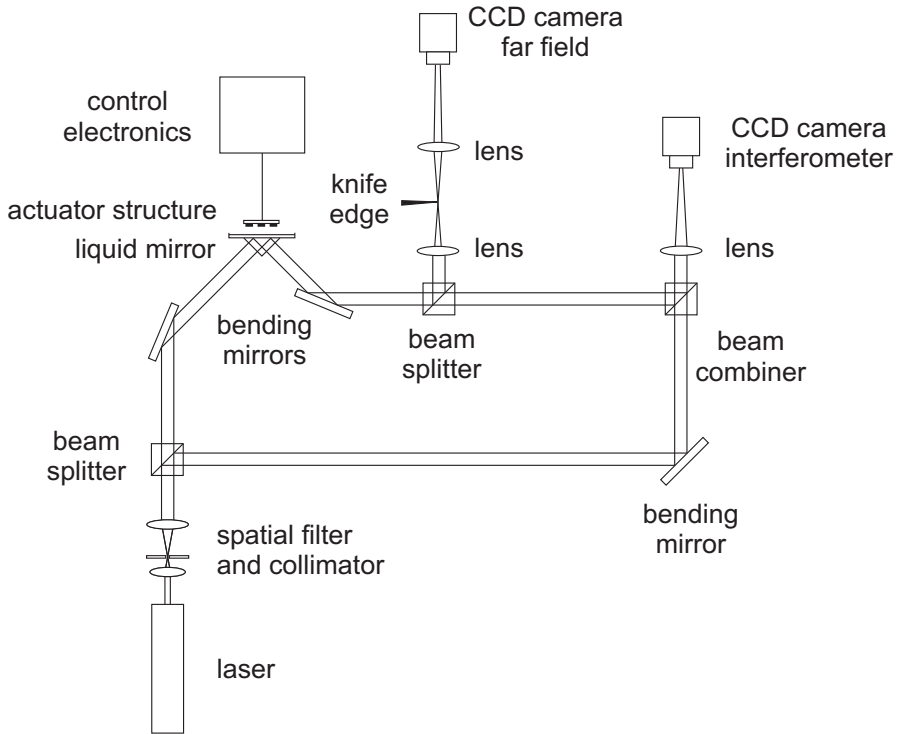 CCD camera
far field
control
electronics
CCD camera
interferometer
lens
knife
edge
actuator structure
liquid mirror
lens
lens
bending
mirrors
beam
splitter
beam
combiner
beam
splitter
bending
mirror
spatial filter
and collimator
laser